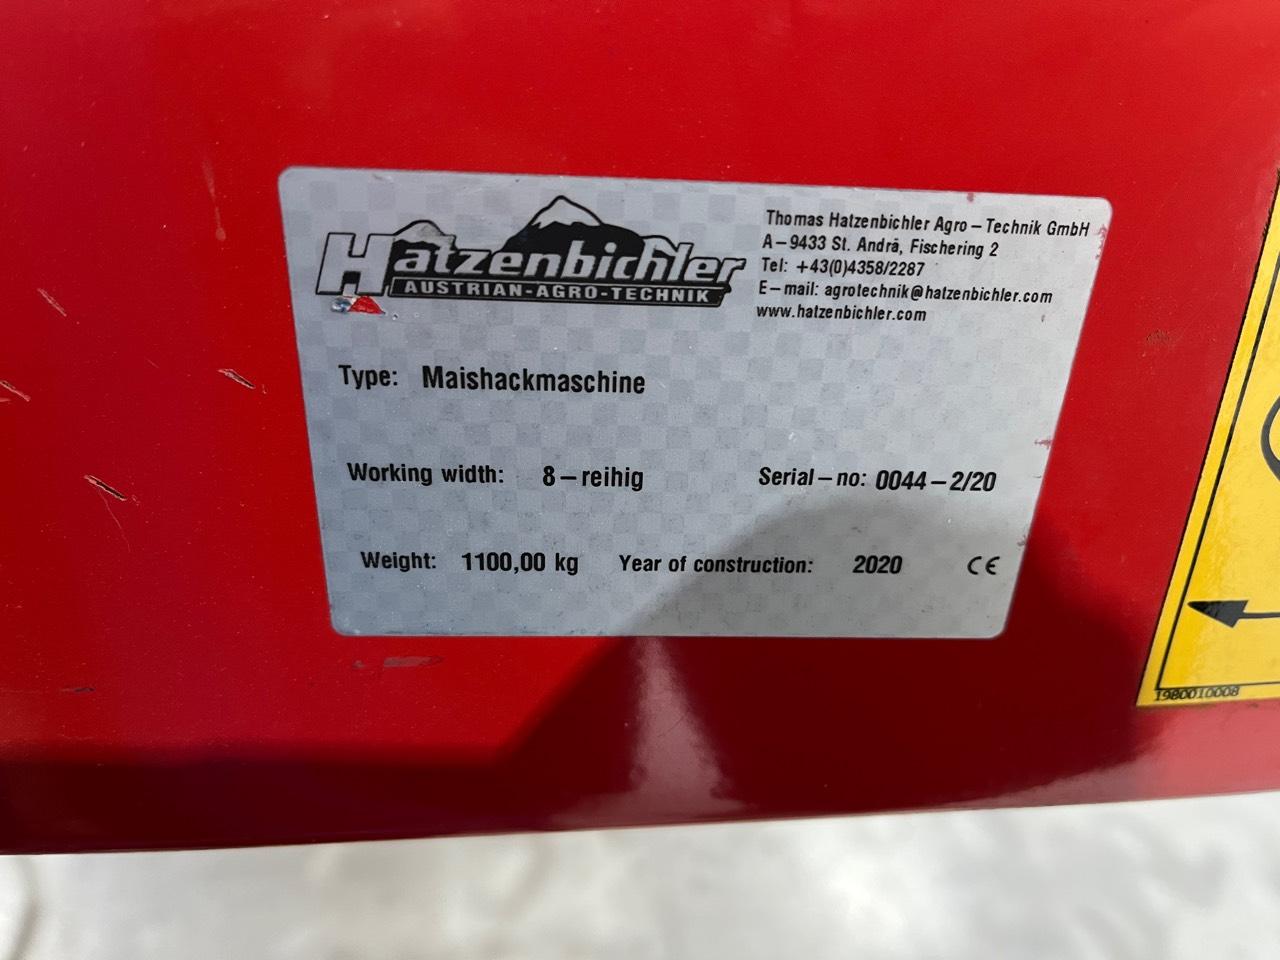 Hatzenbichler
AUSTRIAN-AGRO-TECHNIK
Thomas Hatzenbichler Agro-Technik GmbH
A-9433 St. Andrä, Fischering 2
Tel: +43(0)4358/2287
E-mail: agrotechnik@hatzenbichler.com
www.hatzenbichler.com
Type: Maishackmaschine
Working width: 8-reihig Serial-no: 0044-2/20
Weight: 1100,00 kg Year of construction: 2020 CE
1980010008